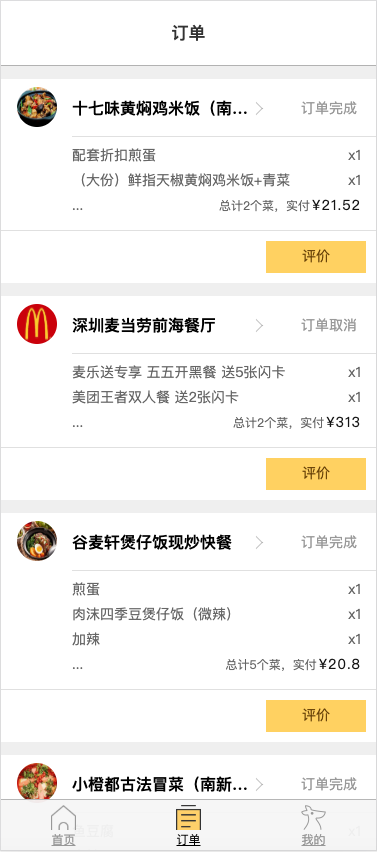 订单
十七味黄焖鸡米饭（南... 订单完成
配套折扣煎蛋 x1
（大份）鲜指天椒黄焖鸡米饭+青菜 x1
... 总计2个菜，实付 ¥21.52
评价
深圳麦当劳前海餐厅 订单取消
麦乐送专享 五五开黑餐 送5张闪卡 x1
美团王者双人餐 送2张闪卡 x1
... 总计2个菜，实付 ¥313
评价
谷麦轩煲仔饭现炒快餐 订单完成
煎蛋 x1
肉沫四季豆煲仔饭（微辣） x1
加辣 x1
... 总计5个菜，实付 ¥20.8
评价
小橙都古法冒菜（南新... 订单完成
x1
首页 订单 我的